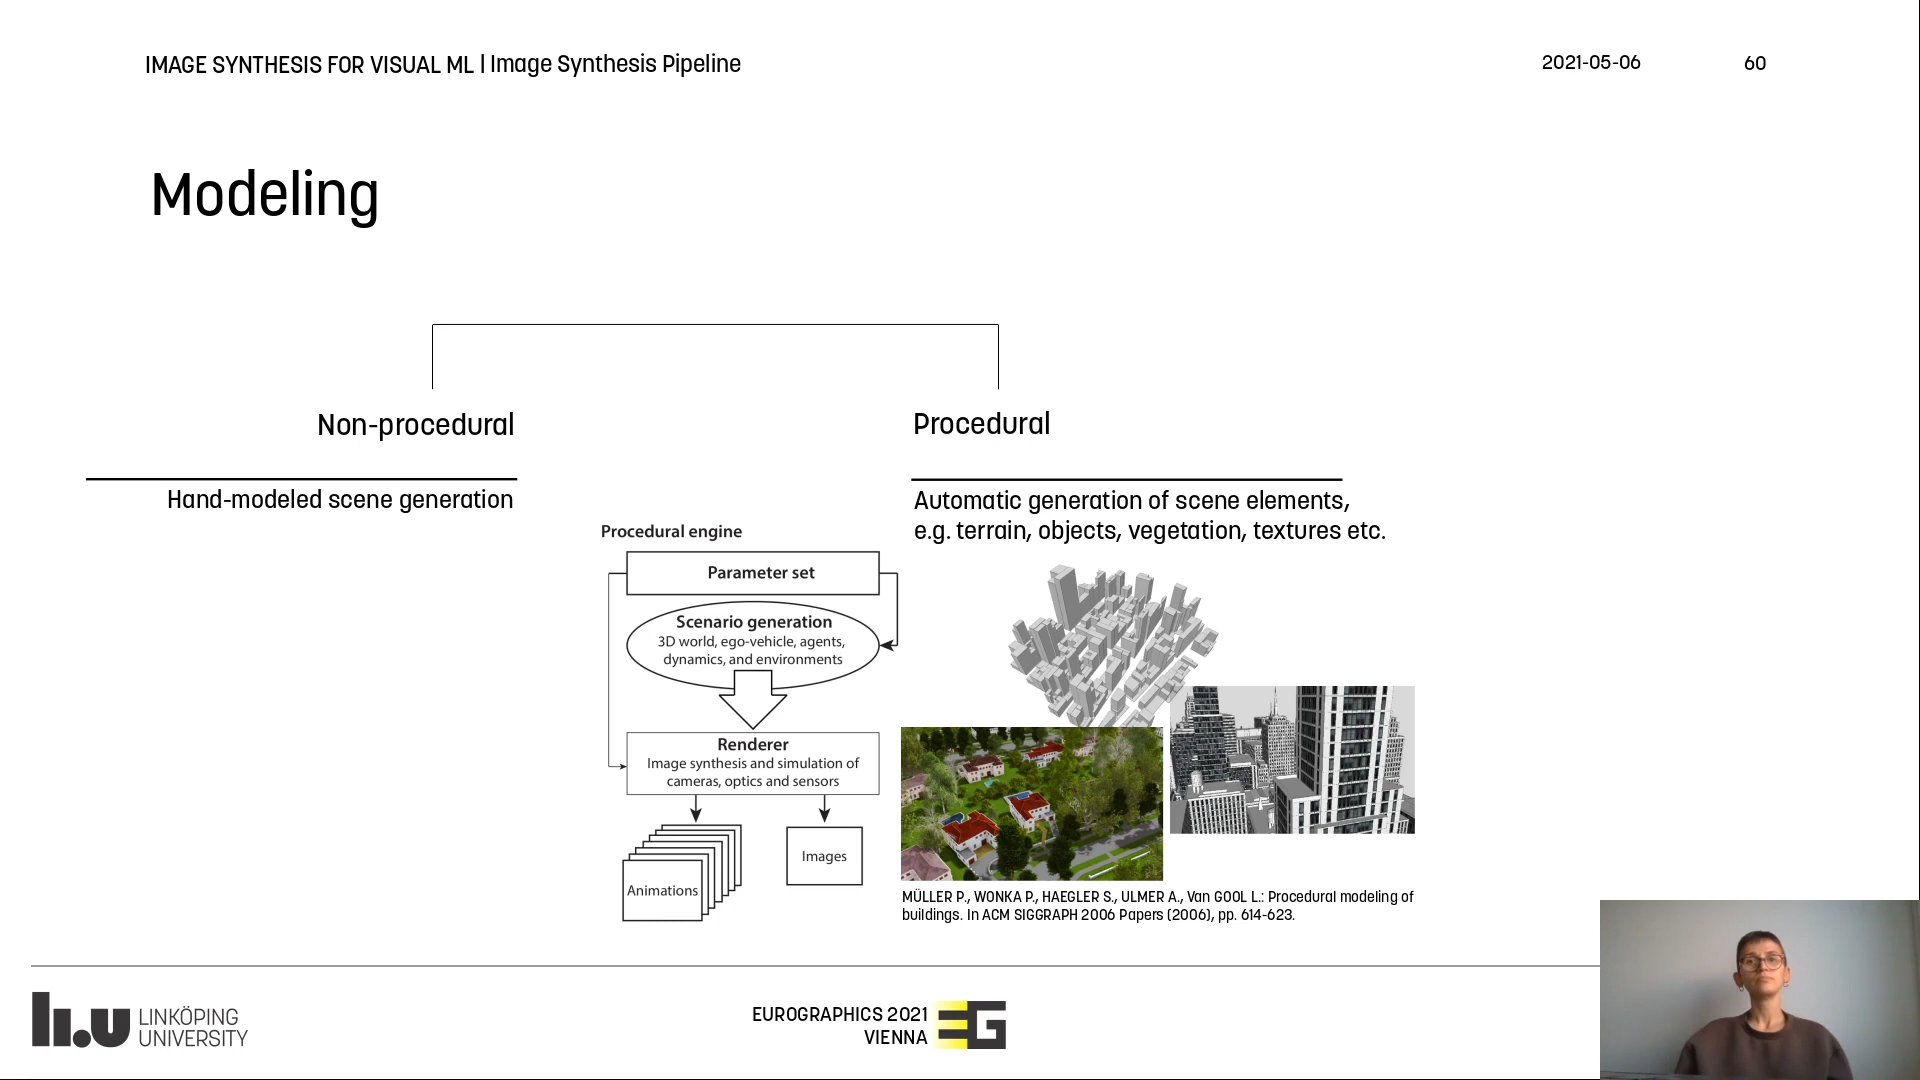 IMAGE SYNTHESIS FOR VISUAL ML | Image Synthesis Pipeline
2021-05-06
60
Modeling
Non-procedural
Hand-modeled scene generation
Procedural
Automatic generation of scene elements,
e.g. terrain, objects, vegetation, textures etc.
Procedural engine
Parameter set
Scenario generation
3D world, ego-vehicle, agents,
dynamics, and environments
Renderer
Image synthesis and simulation of
cameras, optics and sensors
Animations
Images
MÜLLER P., WONKA P., HAEGLER S., ULMER A., Van GOOL L.: Procedural modeling of
buildings. In ACM SIGGRAPH 2006 Papers (2006), pp. 614-623.
li.u LINKÖPING
UNIVERSITY
EUROGRAPHICS 2021
VIENNA
EG